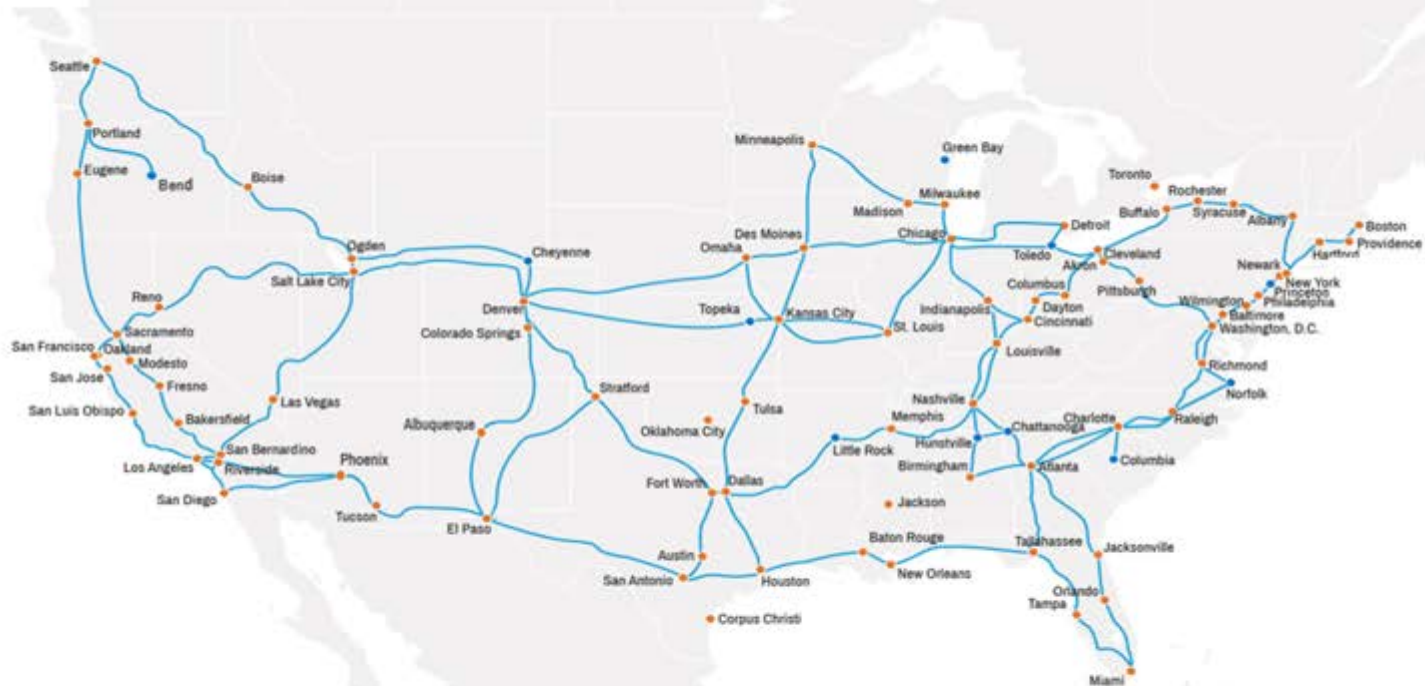 Seattle
Portland
Eugene
Bend
Boise
Ogden
Salt Lake City
Reno
Sacramento
San Francisco
Oakland
Modesto
San Jose
Fresno
San Luis Obispo
Bakersfield
Las Vegas
Los Angeles
San Bernardino
Riverside
San Diego
Phoenix
Tucson
El Paso
Albuquerque
Cheyenne
Denver
Colorado Springs
Stratford
Minneapolis
Green Bay
Madison
Milwaukee
Omaha
Des Moines
Chicago
Topeka
Kansas City
St. Louis
Tulsa
Oklahoma City
Fort Worth
Dallas
Austin
San Antonio
Houston
Corpus Christi
Little Rock
Memphis
Jackson
Baton Rouge
New Orleans
Detroit
Toledo
Toronto
Rochester
Buffalo
Syracuse
Albany
Boston
Providence
Hartford
Cleveland
Akron
Columbus
Dayton
Indianapolis
Cincinnati
Louisville
Pittsburgh
Newark
New York
Princeton
Philadelphia
Wilmington
Baltimore
Washington, D.C.
Richmond
Norfolk
Raleigh
Charlotte
Columbia
Nashville
Chattanooga
Hunstville
Birmingham
Atlanta
Tallahassee
Jacksonville
Orlando
Tampa
Miami